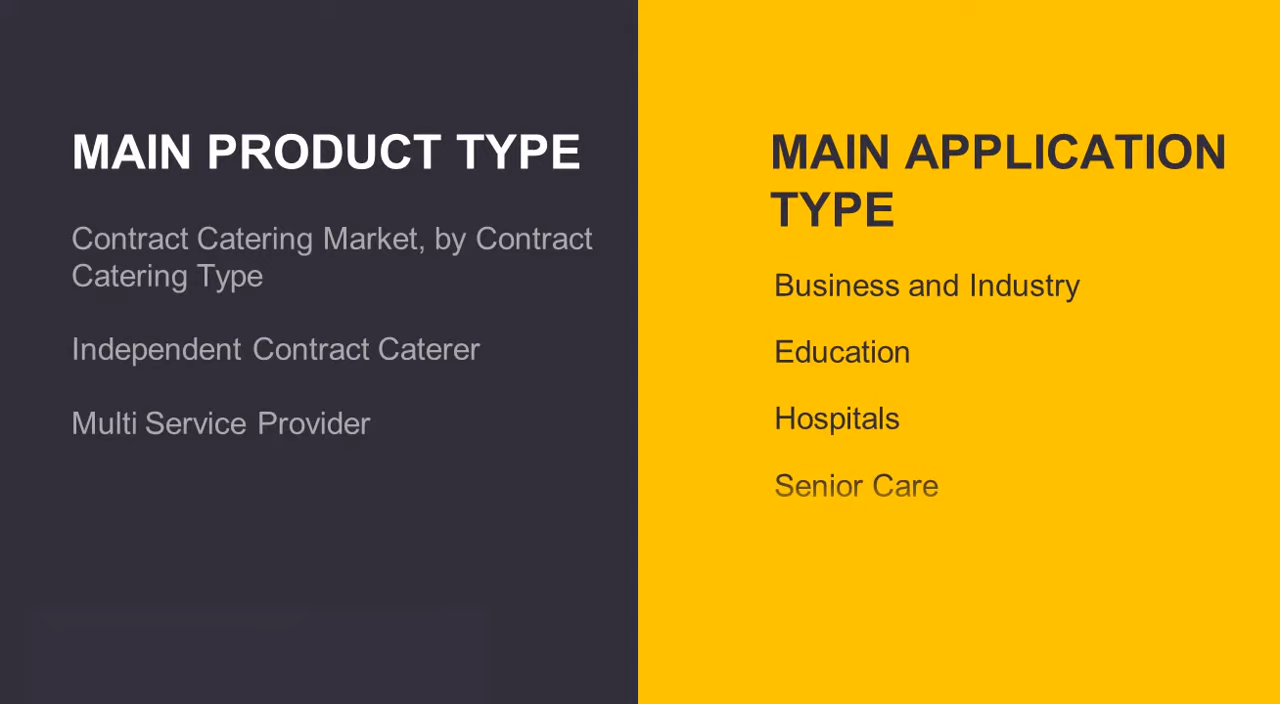 MAIN PRODUCT TYPE
Contract Catering Market, by Contract
Catering Type
Independent Contract Caterer
Multi Service Provider
MAIN APPLICATION
TYPE
Business and Industry
Education
Hospitals
Senior Care